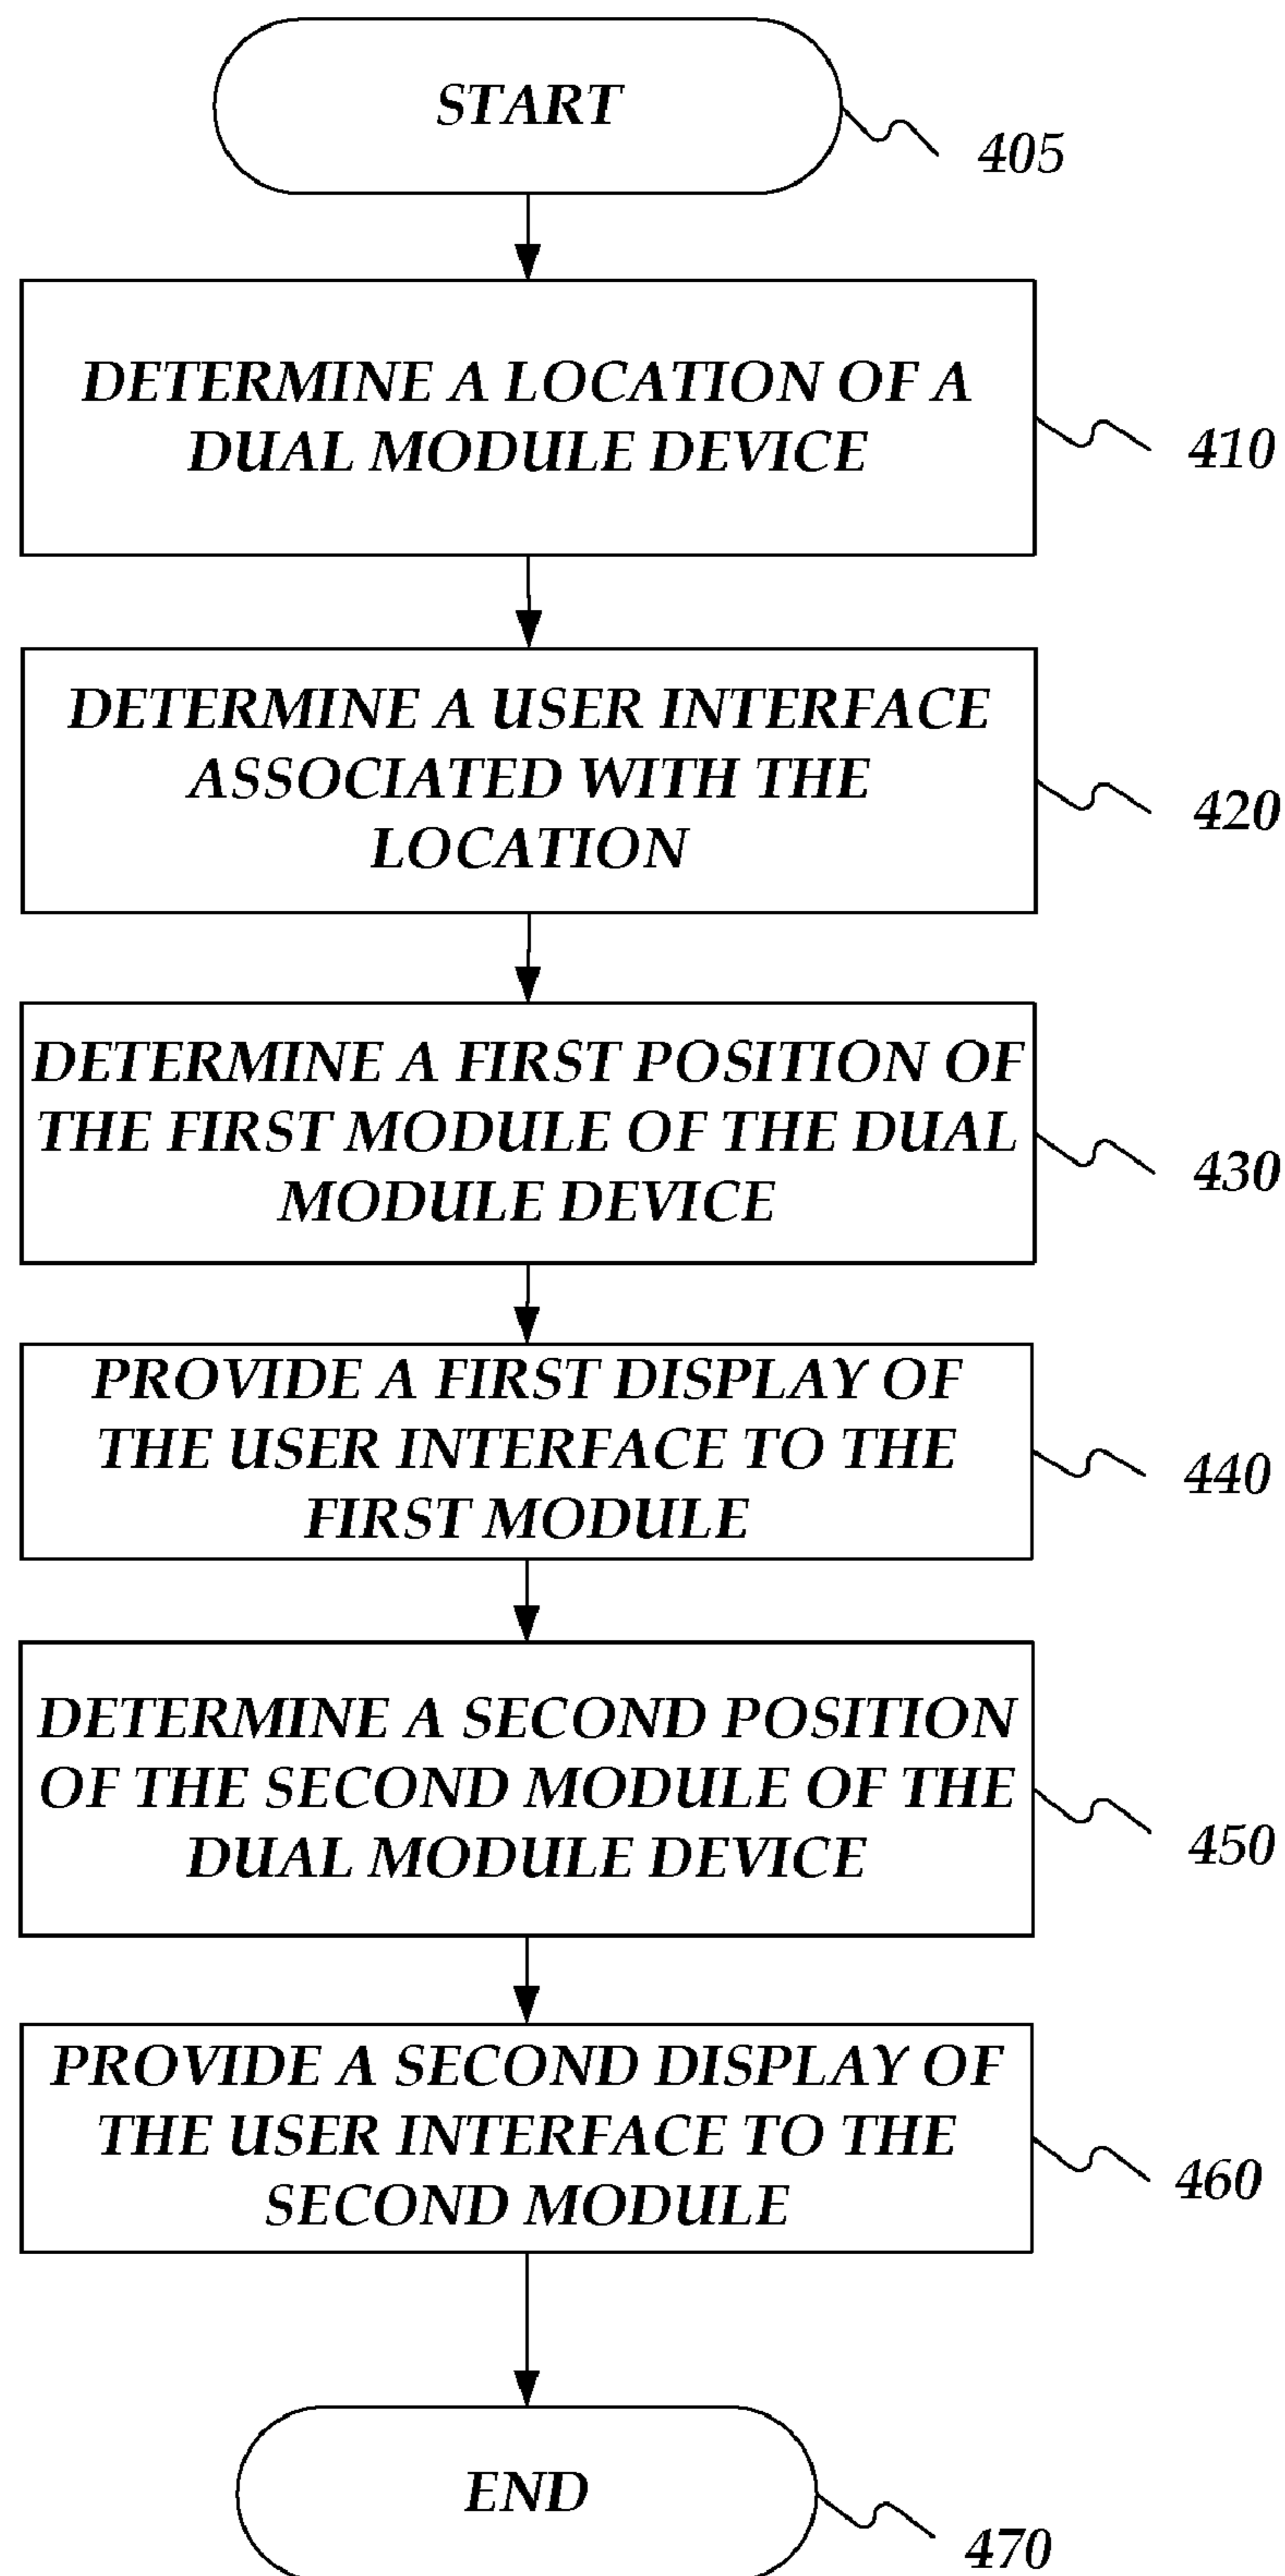 START
405
DETERMINE A LOCATION OF A
DUAL MODULE DEVICE
410
DETERMINE A USER INTERFACE
ASSOCIATED WITH THE
LOCATION
420
DETERMINE A FIRST POSITION OF
THE FIRST MODULE OF THE DUAL
MODULE DEVICE
430
PROVIDE A FIRST DISPLAY OF
THE USER INTERFACE TO THE
FIRST MODULE
440
DETERMINE A SECOND POSITION
OF THE SECOND MODULE OF THE
DUAL MODULE DEVICE
450
PROVIDE A SECOND DISPLAY OF
THE USER INTERFACE TO THE
SECOND MODULE
460
END
470